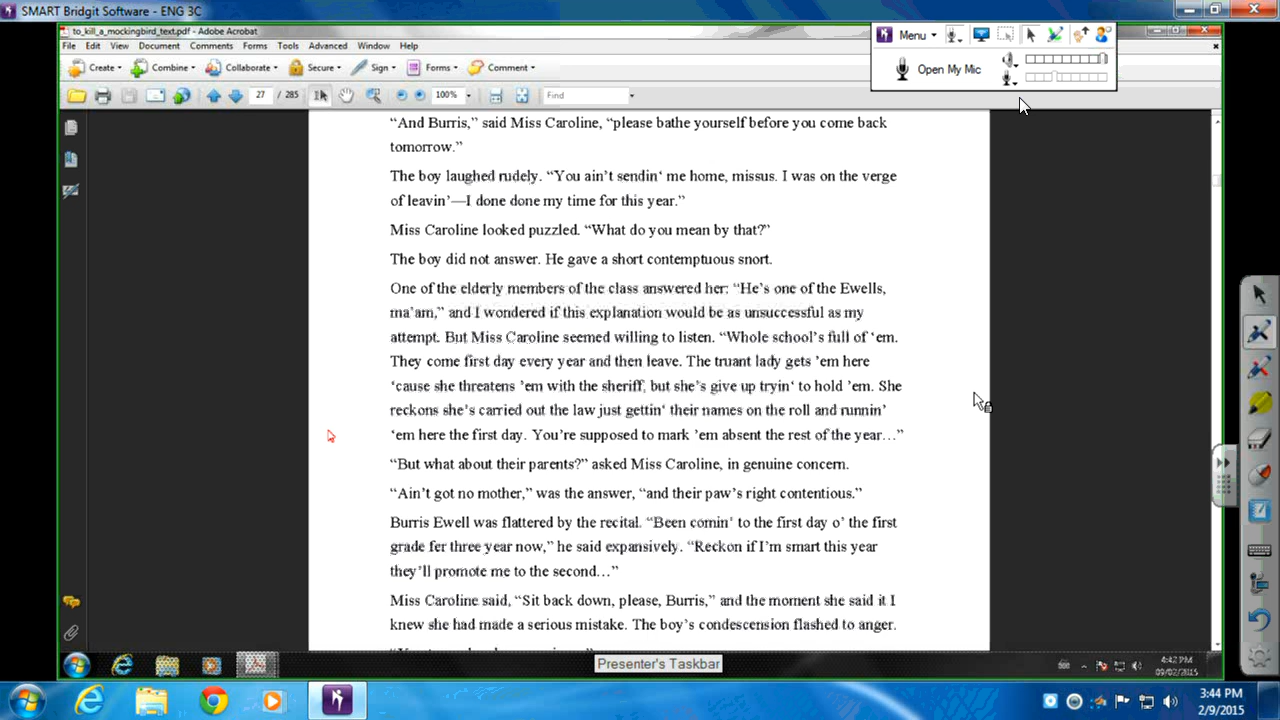 SMART Bridgit Software - ENG 3C
to_kill_a_mockingbird_text.pdf - Adobe Acrobat
File Edit View Document Comments Forms Tools Advanced Window Help
Menu
Open My Mic
Create Combine Collaborate Secure Sign Forms Comment
27 / 285 100% Find
“And Burris,” said Miss Caroline, “please bathe yourself before you come back
tomorrow.”
The boy laughed rudely. “You ain’t sendin‘ me home, missus. I was on the verge
of leavin’—I done done my time for this year.”
Miss Caroline looked puzzled. “What do you mean by that?”
The boy did not answer. He gave a short contemptuous snort.
One of the elderly members of the class answered her: “He’s one of the Ewells,
ma’am,” and I wondered if this explanation would be as unsuccessful as my
attempt. But Miss Caroline seemed willing to listen. “Whole school’s full of ‘em.
They come first day every year and then leave. The truant lady gets ’em here
‘cause she threatens ’em with the sheriff, but she’s give up tryin‘ to hold ’em. She
reckons she’s carried out the law just gettin‘ their names on the roll and runnin’
‘em here the first day. You’re supposed to mark ’em absent the rest of the year…”
“But what about their parents?” asked Miss Caroline, in genuine concern.
“Ain’t got no mother,” was the answer, “and their paw’s right contentious.”
Burris Ewell was flattered by the recital. “Been comin‘ to the first day o’ the first
grade fer three year now,” he said expansively. “Reckon if I’m smart this year
they’ll promote me to the second…”
Miss Caroline said, “Sit back down, please, Burris,” and the moment she said it I
knew she had made a serious mistake. The boy’s condescension flashed to anger.
Presenter's Taskbar
4:42 PM
09/02/2015
3:44 PM
2/9/2015